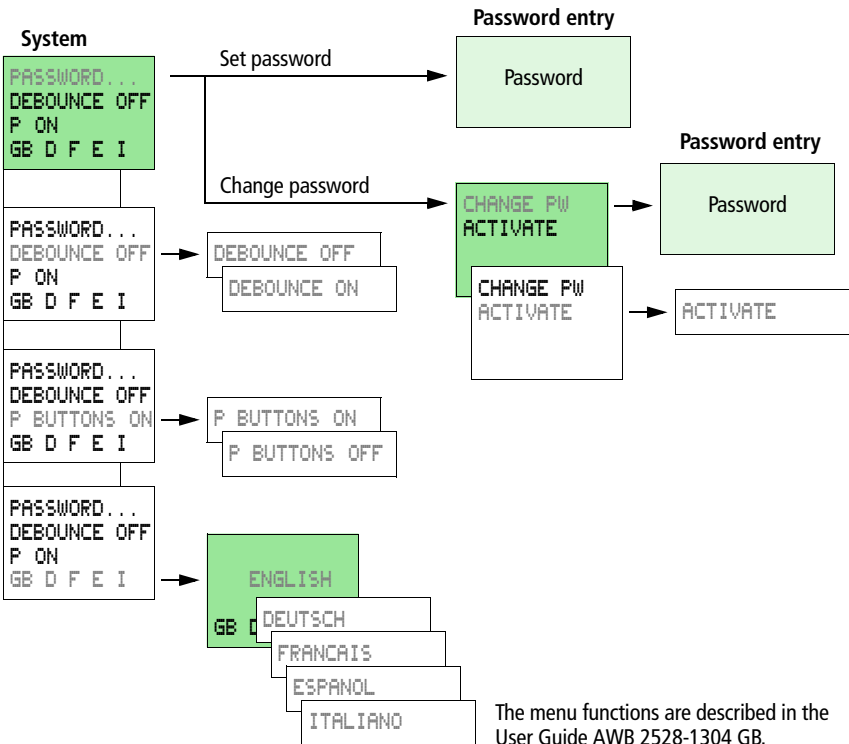 System
PASSWORD...
DEBOUNCE OFF
P ON
GB D F E I
Set password
Password entry
Password
Change password
CHANGE PW
ACTIVATE
Password entry
Password
CHANGE PW
ACTIVATE
ACTIVATE
PASSWORD...
DEBOUNCE OFF
P ON
GB D F E I
DEBOUNCE OFF
DEBOUNCE ON
PASSWORD...
DEBOUNCE OFF
P BUTTONS ON
GB D F E I
P BUTTONS ON
P BUTTONS OFF
PASSWORD...
DEBOUNCE OFF
P ON
GB D F E I
ENGLISH
GB D
DEUTSCH
FRANCAIS
ESPANOL
ITALIANO
The menu functions are described in the
User Guide AWB 2528-1304 GB.